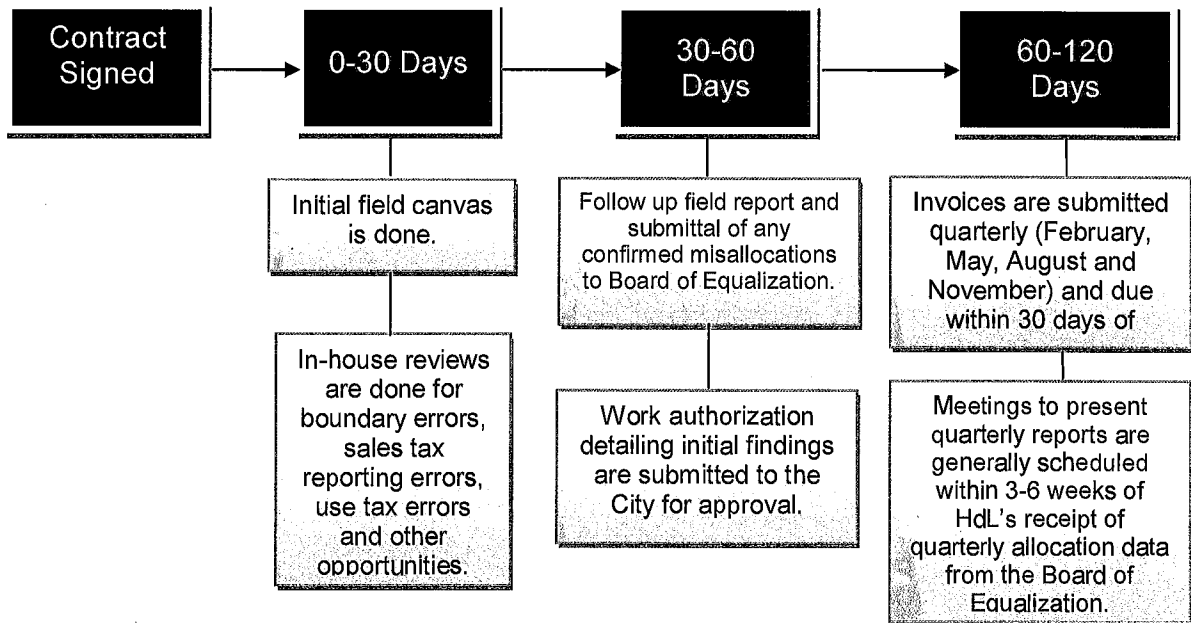 Contract
Signed
0-30 Days
30-60
Days
60-120
Days
Initial field canvas
is done.
In-house reviews
are done for
boundary errors,
sales tax
reporting errors,
use tax errors
and other
opportunities.
Follow up field report and
submittal of any
confirmed misallocations
to Board of Equalization.
Work authorization
detailing initial findings
are submitted to the
City for approval.
Invoices are submitted
quarterly (February,
May, August and
November) and due
within 30 days of
Meetings to present
quarterly reports are
generally scheduled
within 3-6 weeks of
HdL's receipt of
quarterly allocation data
from the Board of
Equalization.